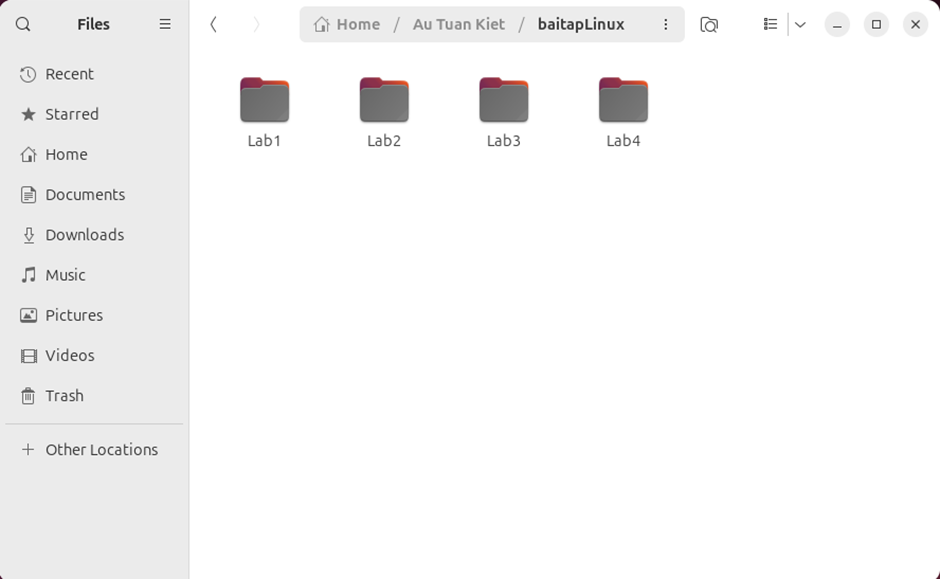 Files
Home / Au Tuan Kiet / baitapLinux
Recent
Starred
Home
Documents
Downloads
Music
Pictures
Videos
Trash
Other Locations
Lab1 Lab2 Lab3 Lab4